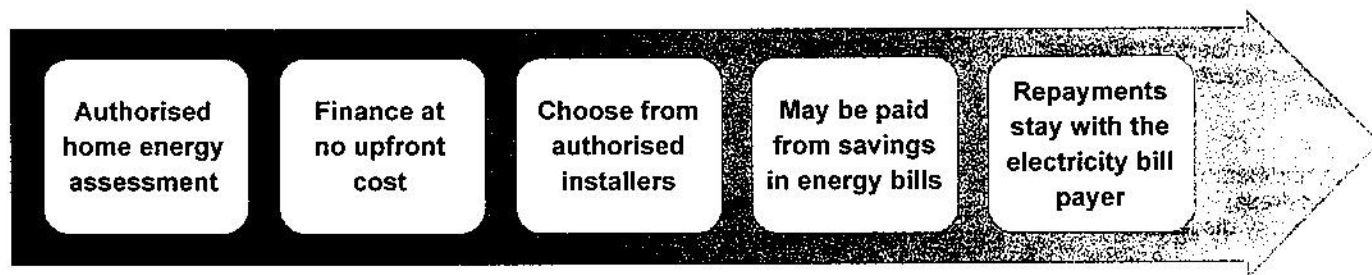 Authorised
home energy
assessment
Finance at
no upfront
cost
Choose from
authorised
installers
May be paid
from savings
in energy bills
Repayments
stay with the
electricity bill
payer